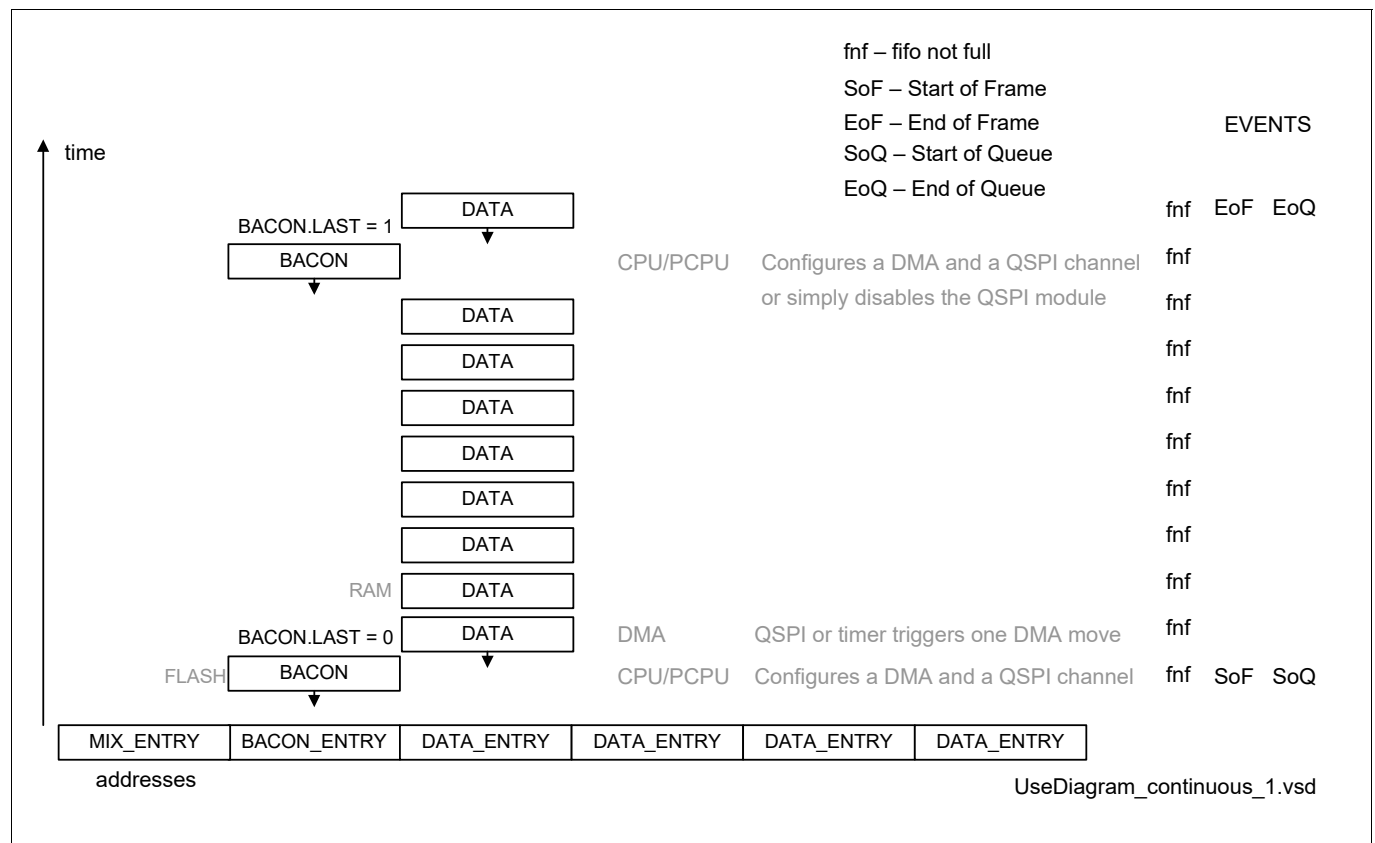 fnf – fifo not full
SoF – Start of Frame
EoF – End of Frame EVENTS
time SoQ – Start of Queue
EoQ – End of Queue
DATA fnf EoF EoQ
BACON.LAST = 1
BACON CPU/PCPU Configures a DMA and a QSPI channel fnf
or simply disables the QSPI module fnf
DATA
DATA fnf
DATA fnf
DATA fnf
DATA fnf
DATA fnf
RAM DATA fnf
BACON.LAST = 0 DATA DMA QSPI or timer triggers one DMA move fnf
FLASH BACON CPU/PCPU Configures a DMA and a QSPI channel fnf SoF SoQ
MIX_ENTRY BACON_ENTRY DATA_ENTRY DATA_ENTRY DATA_ENTRY DATA_ENTRY
addresses UseDiagram_continuous_1.vsd